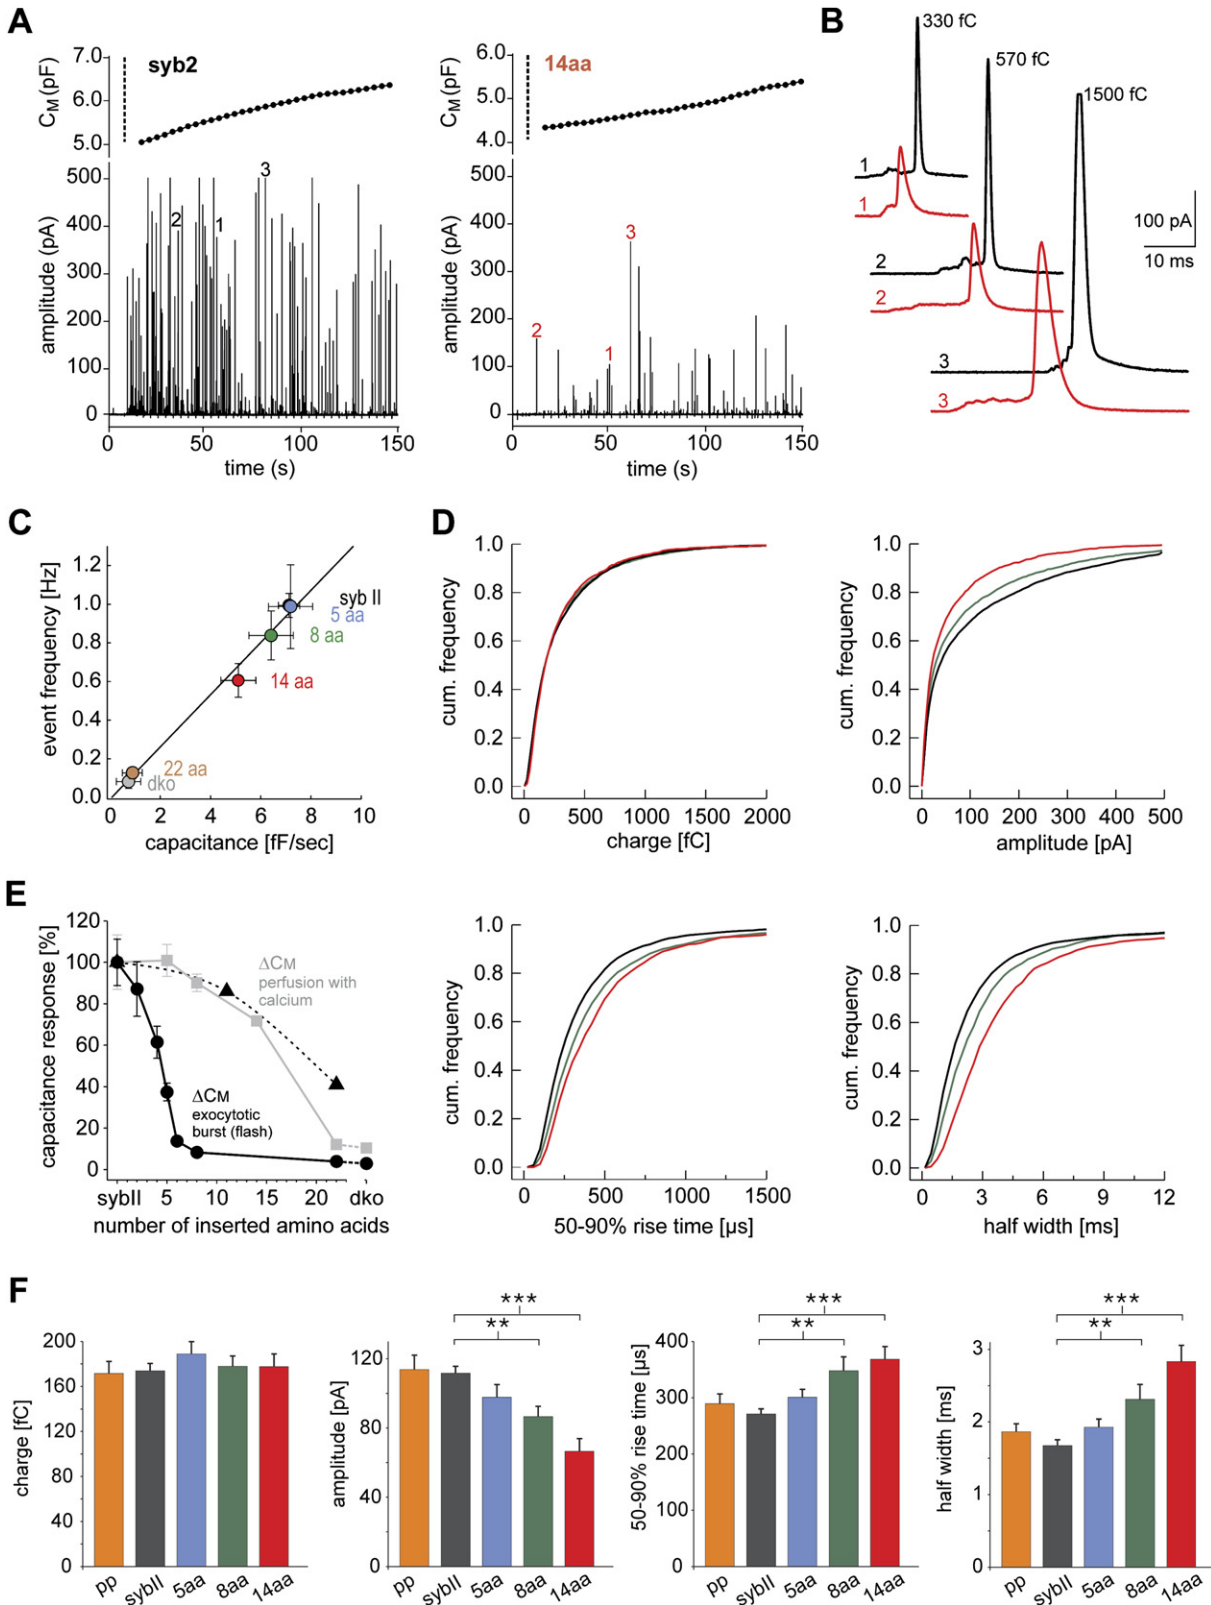 A
B
syb2
14aa
C_M (pF)
7.0
6.0
5.0
C_M (pF)
6.0
5.0
4.0
amplitude (pA)
500
400
300
200
100
0
1
2
3
0 50 100 150
time (s)
amplitude (pA)
500
400
300
200
100
0
1
2
3
0 50 100 150
time (s)
330 fC
570 fC
1500 fC
1
1
2
2
3
3
100 pA
10 ms
C
event frequency [Hz]
1.2
1.0
0.8
0.6
0.4
0.2
0.0
syb II
5 aa
8 aa
14 aa
22 aa
dko
0 2 4 6 8 10
capacitance [fF/sec]
D
cum. frequency
1.0
0.8
0.6
0.4
0.2
0.0
0 500 1000 1500 2000
charge [fC]
cum. frequency
1.0
0.8
0.6
0.4
0.2
0.0
0 100 200 300 400 500
amplitude [pA]
E
capacitance response [%]
120
100
80
60
40
20
0
ΔCM
perfusion with
calcium
ΔCM
exocytotic
burst (flash)
sybII 5 10 15 20 dko
number of inserted amino acids
cum. frequency
1.0
0.8
0.6
0.4
0.2
0.0
0 500 1000 1500
50-90% rise time [µs]
cum. frequency
1.0
0.8
0.6
0.4
0.2
0.0
0 3 6 9 12
half width [ms]
F
charge [fC]
200
160
120
80
40
0
pp sybII 5aa 8aa 14aa
amplitude [pA]
120
80
40
0
***
**
pp sybII 5aa 8aa 14aa
50-90% rise time [µs]
400
300
200
100
0
***
**
pp sybII 5aa 8aa 14aa
half width [ms]
3
2
1
0
***
**
pp sybII 5aa 8aa 14aa